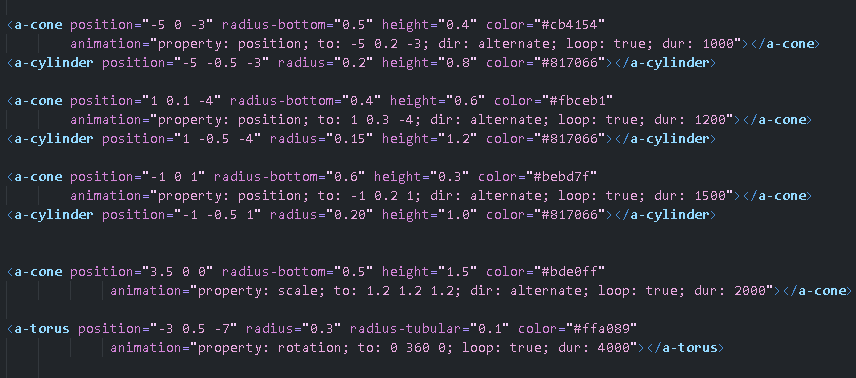 <a-cone position="-5 0 -3" radius-bottom="0.5" height="0.4" color="#cb4154"
animation="property: position; to: -5 0.2 -3; dir: alternate; loop: true; dur: 1000"></a-cone>
<a-cylinder position="-5 -0.5 -3" radius="0.2" height="0.8" color="#817066"></a-cylinder>
<a-cone position="1 0.1 -4" radius-bottom="0.4" height="0.6" color="#fbceb1"
animation="property: position; to: 1 0.3 -4; dir: alternate; loop: true; dur: 1200"></a-cone>
<a-cylinder position="1 -0.5 -4" radius="0.15" height="1.2" color="#817066"></a-cylinder>
<a-cone position="-1 0 1" radius-bottom="0.6" height="0.3" color="#bebd7f"
animation="property: position; to: -1 0.2 1; dir: alternate; loop: true; dur: 1500"></a-cone>
<a-cylinder position="-1 -0.5 1" radius="0.20" height="1.0" color="#817066"></a-cylinder>
<a-cone position="3.5 0 0" radius-bottom="0.5" height="1.5" color="#bde0ff"
animation="property: scale; to: 1.2 1.2 1.2; dir: alternate; loop: true; dur: 2000"></a-cone>
<a-torus position="-3 0.5 -7" radius="0.3" radius-tubular="0.1" color="#ffa089"
animation="property: rotation; to: 0 360 0; loop: true; dur: 4000"></a-torus>